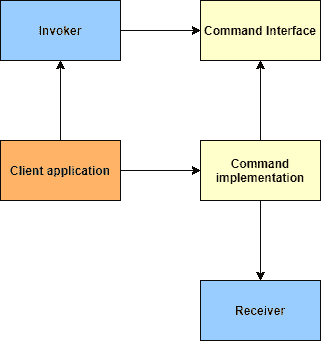 Invoker
Command Interface
Client application
Command
implementation
Receiver